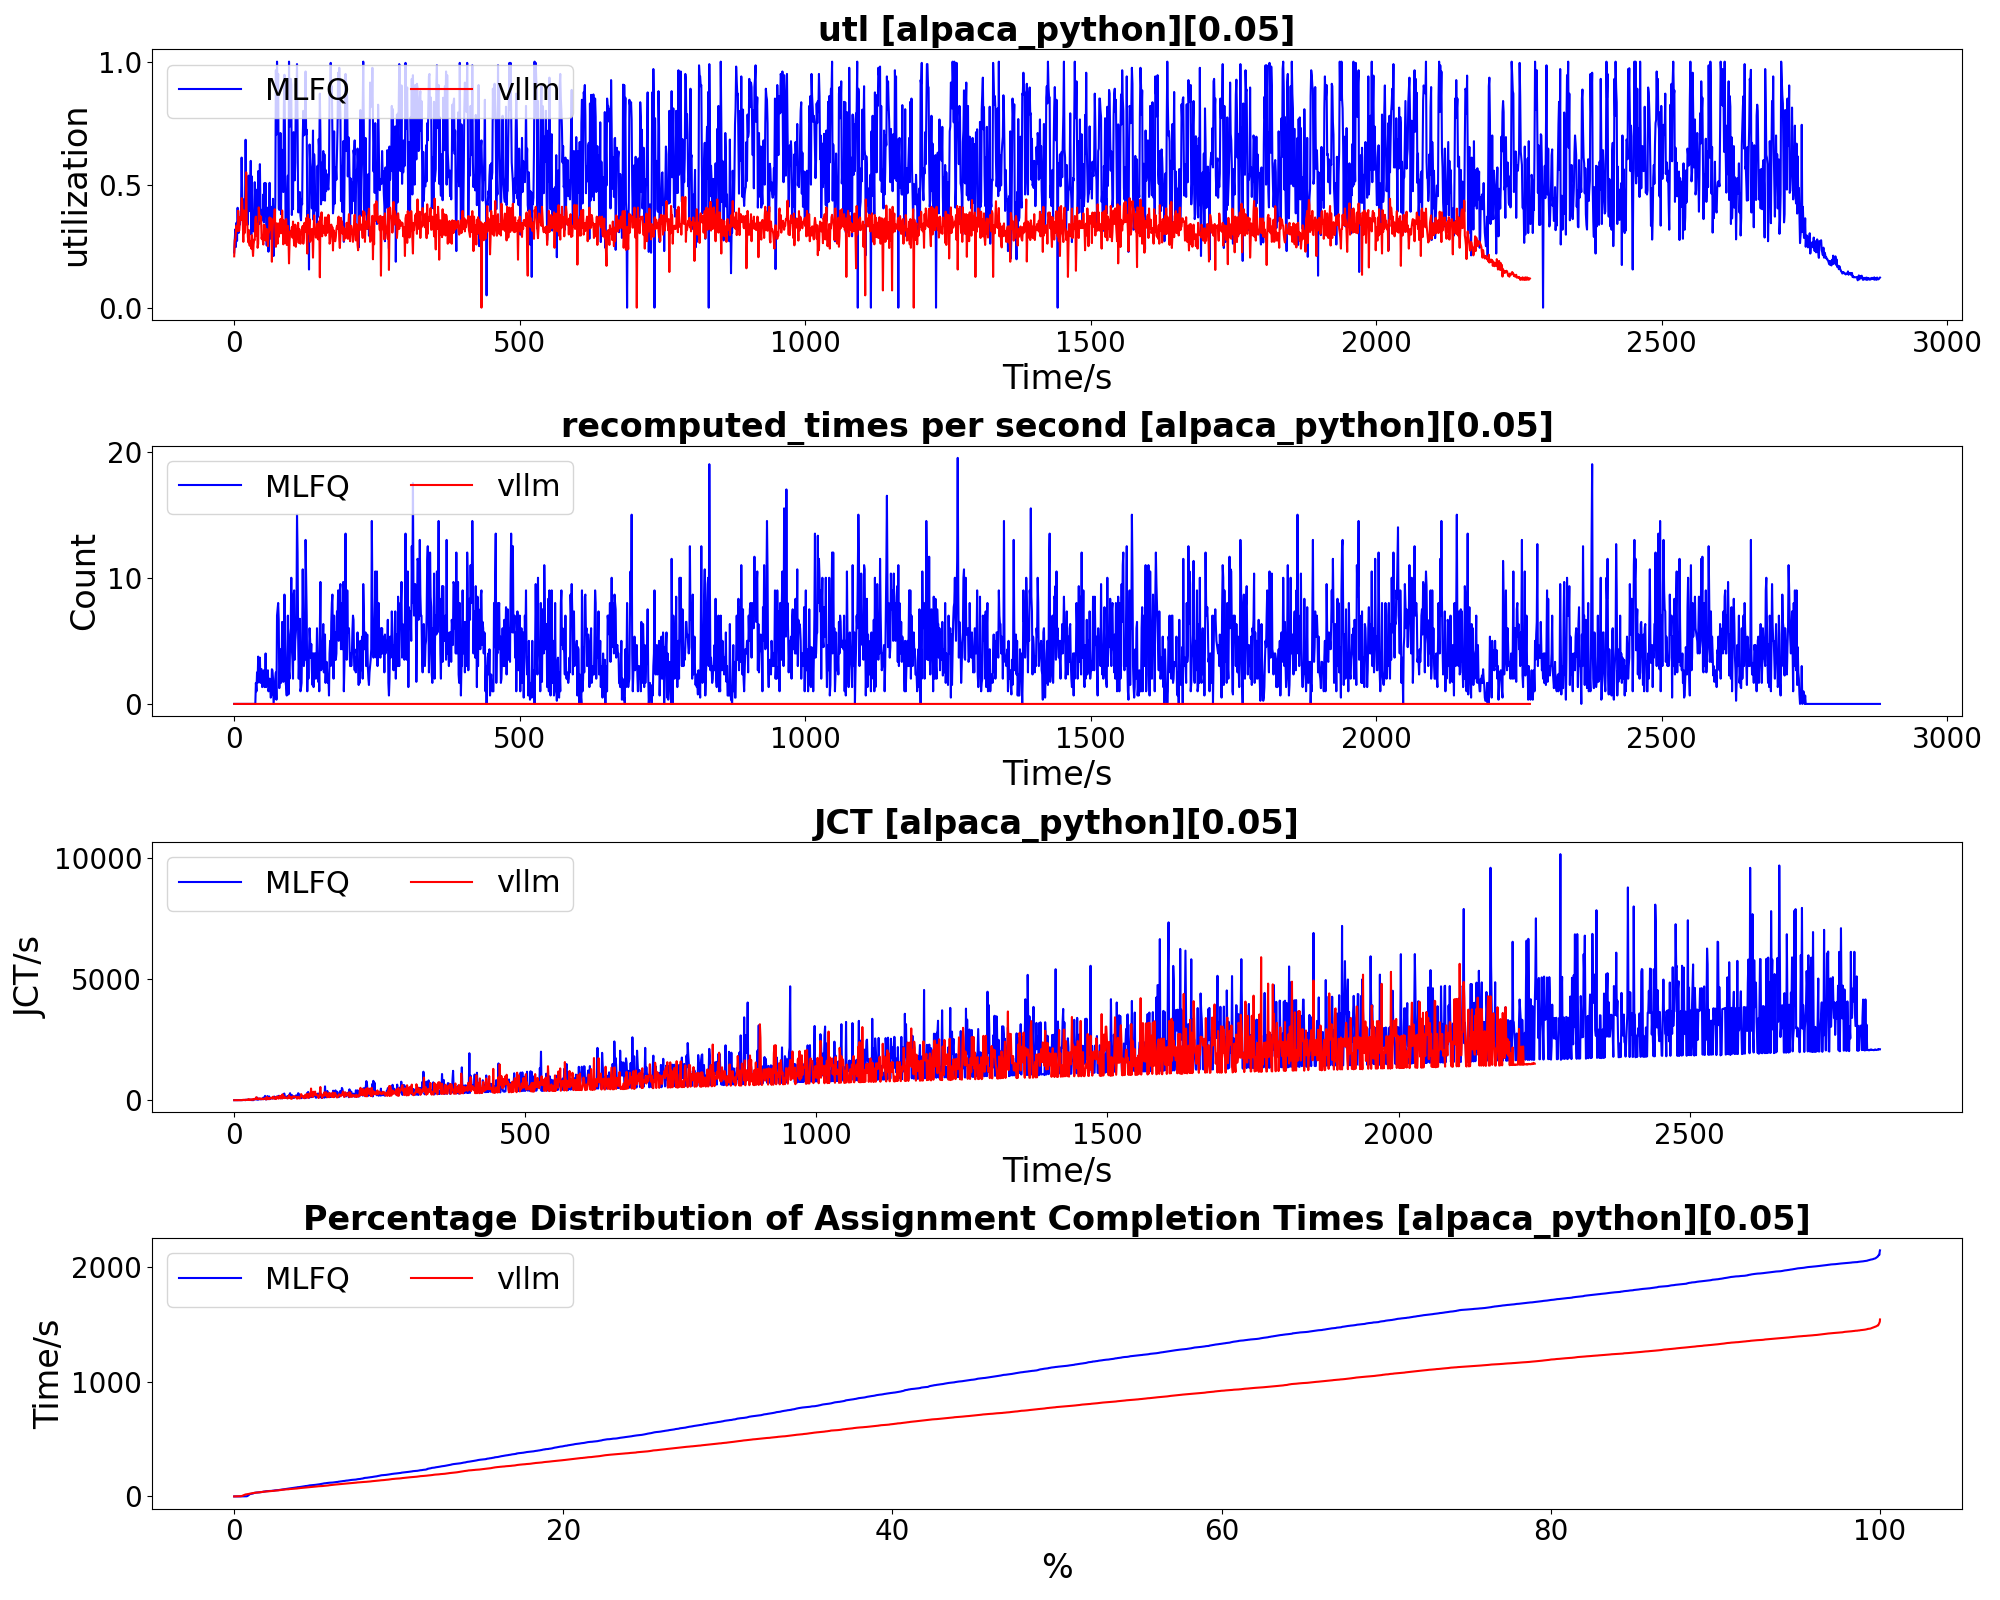 utl [alpaca_python][0.05]
MLFQ vllm
utilization
1.0
0.5
0.0
0 500 1000 1500 2000 2500 3000
Time/s
recomputed_times per second [alpaca_python][0.05]
MLFQ vllm
Count
20
10
0
0 500 1000 1500 2000 2500 3000
Time/s
JCT [alpaca_python][0.05]
MLFQ vllm
JCT/s
10000
5000
0
0 500 1000 1500 2000 2500
Time/s
Percentage Distribution of Assignment Completion Times [alpaca_python][0.05]
MLFQ vllm
Time/s
2000
1000
0
0 20 40 60 80 100
%